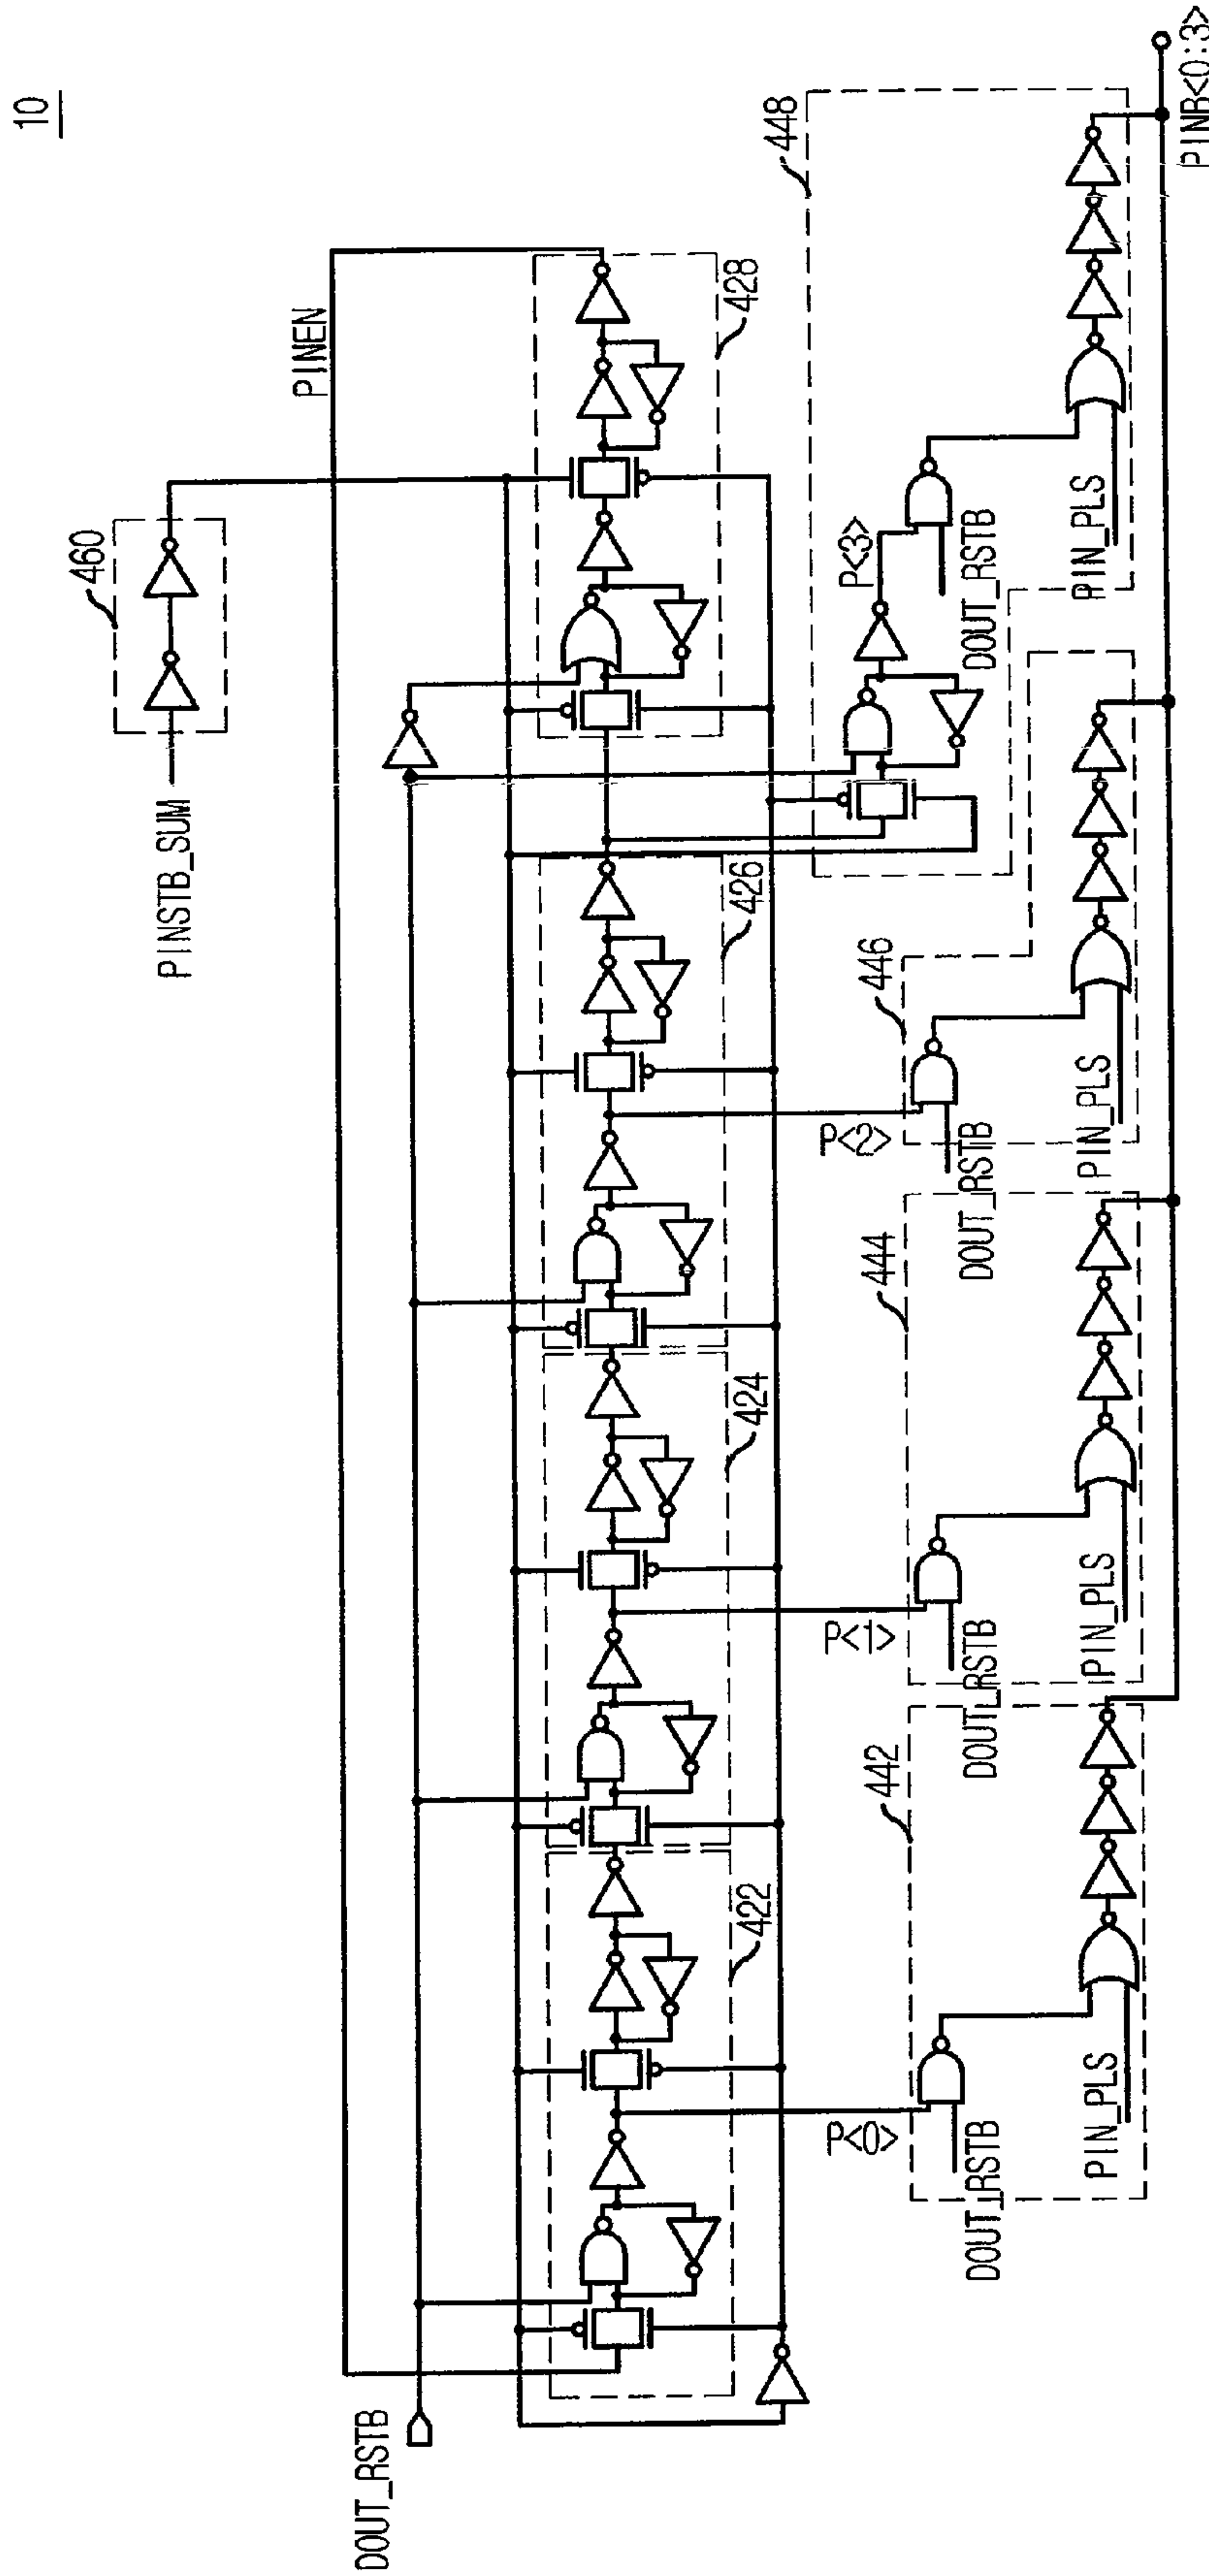 10
460
PINSTB_SUM
PINEN
DOUT_RSTB
428
426
424
422
448
P<3>
DOUT_RSTB
PIN_PLS
446
P<2>
DOUT_RSTB
PIN_PLS
444
P<1>
DOUT_RSTB
PIN_PLS
442
P<0>
DOUT_RSTB
PIN_PLS
PINB<0:3>